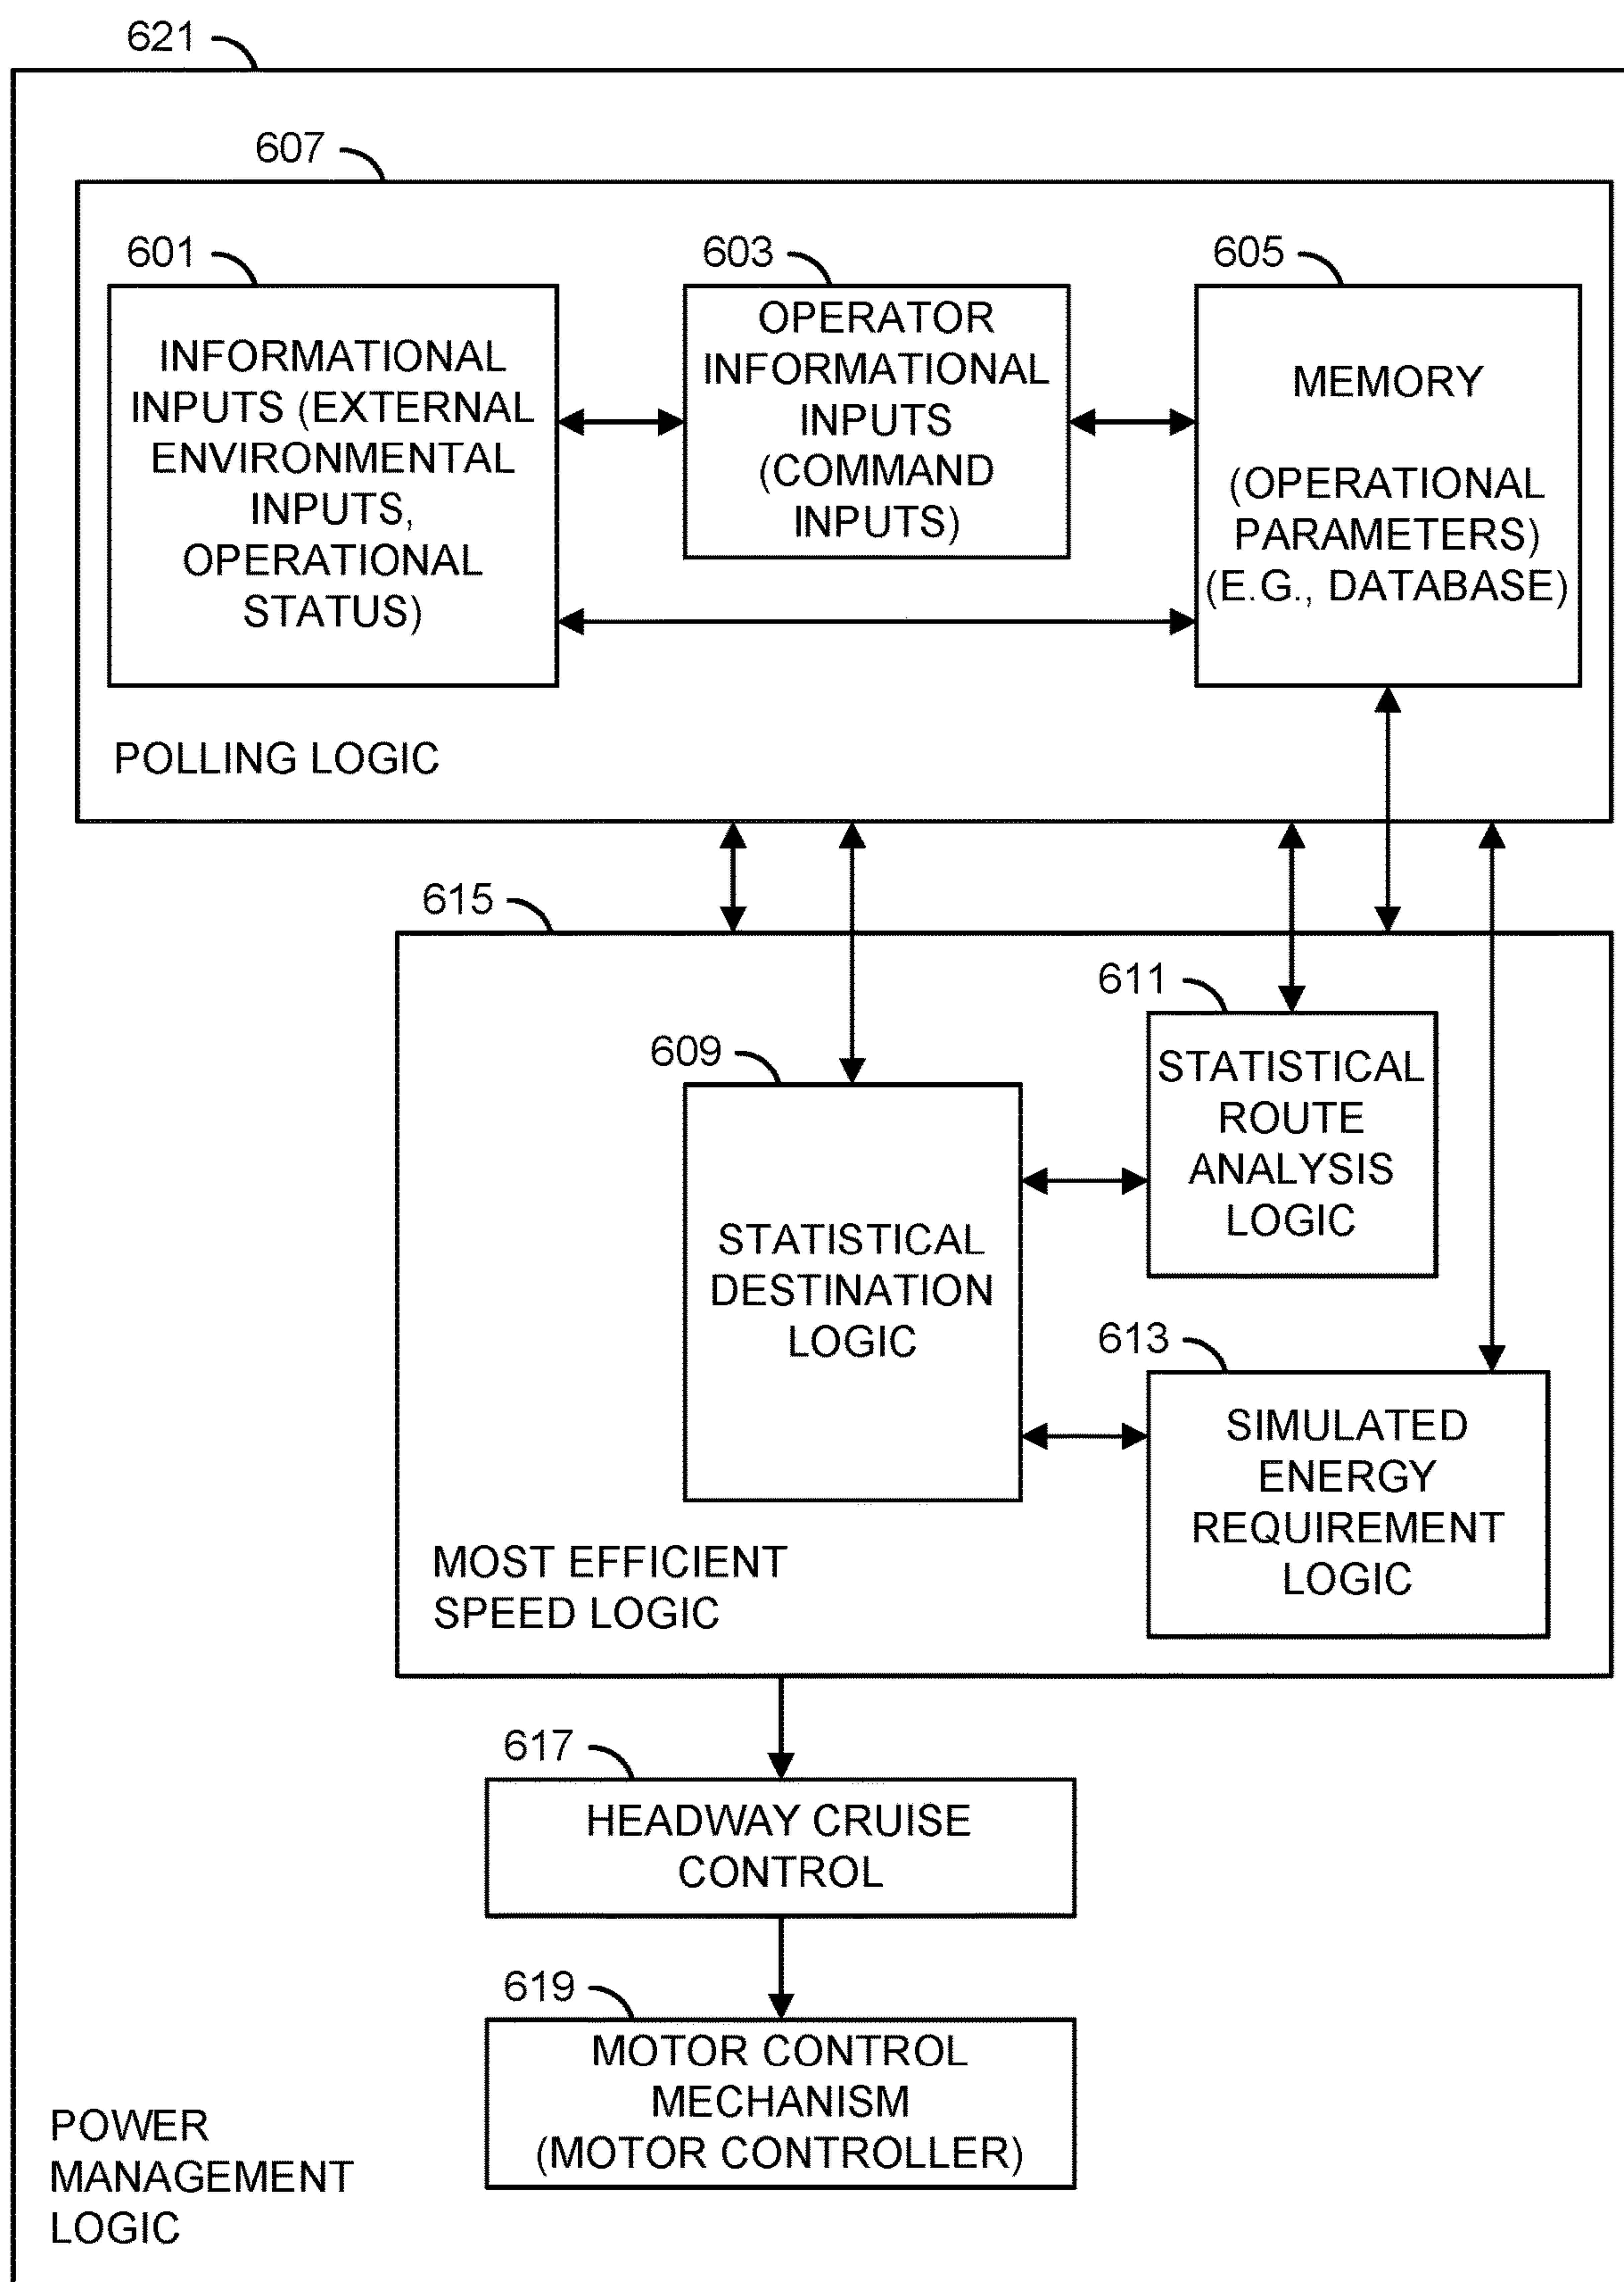 621
607
601
603
605
INFORMATIONAL
INPUTS (EXTERNAL
ENVIRONMENTAL
INPUTS,
OPERATIONAL
STATUS)
OPERATOR
INFORMATIONAL
INPUTS
(COMMAND
INPUTS)
MEMORY
(OPERATIONAL
PARAMETERS)
(E.G., DATABASE)
POLLING LOGIC
615
611
609
STATISTICAL
ROUTE
ANALYSIS
LOGIC
STATISTICAL
DESTINATION
LOGIC
613
SIMULATED
ENERGY
REQUIREMENT
LOGIC
MOST EFFICIENT
SPEED LOGIC
617
HEADWAY CRUISE
CONTROL
619
MOTOR CONTROL
MECHANISM
(MOTOR CONTROLLER)
POWER
MANAGEMENT
LOGIC